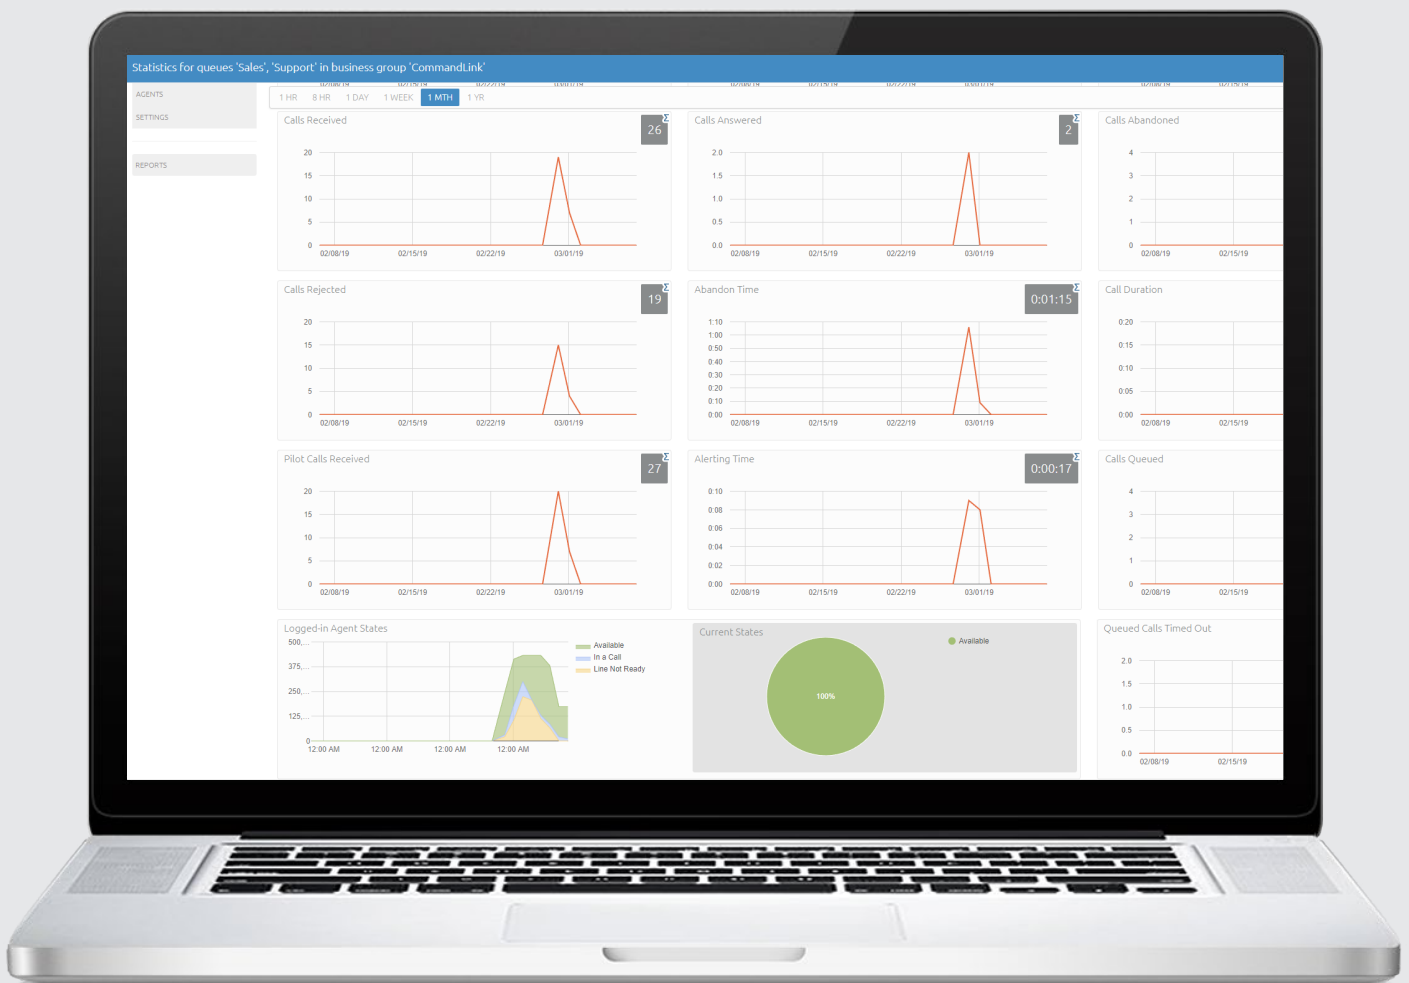 Statistics for queues 'Sales', 'Support' in business group 'CommandLink'
AGENTS
SETTINGS
REPORTS
1 HR 8 HR 1 DAY 1 WEEK 1 MTH 1 YR
Calls Received
26
20
15
10
5
0
02/08/19 02/15/19 02/22/19 03/01/19
Calls Answered
2
2.0
1.5
1.0
0.5
0.0
02/08/19 02/15/19 02/22/19 03/01/19
Calls Abandoned
4
3
2
1
0
02/08/19 02/15/19
Calls Rejected
19
20
15
10
5
0
02/08/19 02/15/19 02/22/19 03/01/19
Abandon Time
0:01:15
1:10
1:00
0:50
0:40
0:30
0:20
0:10
0:00
02/08/19 02/15/19 02/22/19 03/01/19
Call Duration
0:20
0:15
0:10
0:05
0:00
02/08/19 02/15/19
Pilot Calls Received
27
20
15
10
5
0
02/08/19 02/15/19 02/22/19 03/01/19
Alerting Time
0:00:17
0:10
0:08
0:06
0:04
0:02
0:00
02/08/19 02/15/19 02/22/19 03/01/19
Calls Queued
4
3
2
1
0
02/08/19 02/15/19
Logged-in Agent States
500,...
375,...
250,...
125,...
0
12:00 AM 12:00 AM 12:00 AM 12:00 AM
Available
In a Call
Line Not Ready
Current States
100%
Available
Queued Calls Timed Out
2.0
1.5
1.0
0.5
0.0
02/08/19 02/15/19